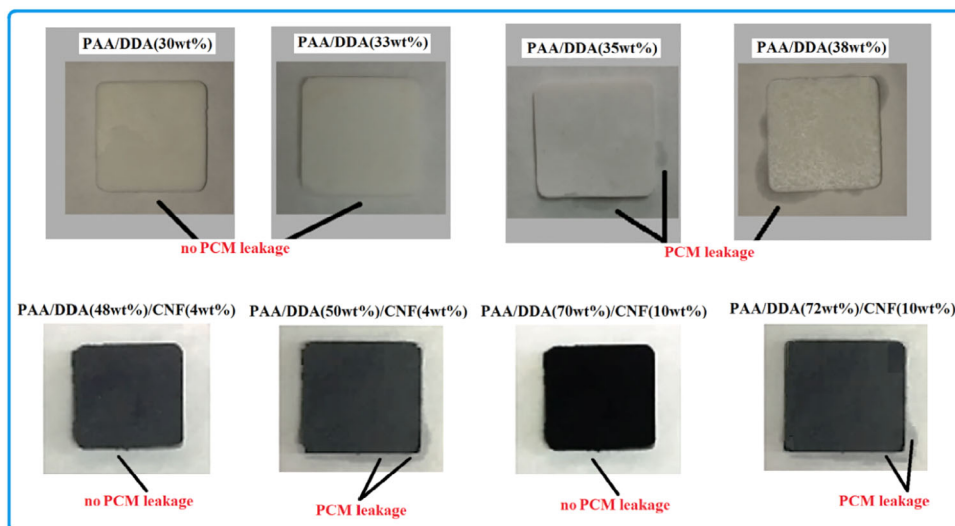 PAA/DDA(30wt%)
PAA/DDA(33wt%)
PAA/DDA(35wt%)
PAA/DDA(38wt%)
no PCM leakage
PCM leakage
PAA/DDA(48wt%)/CNF(4wt%)
PAA/DDA(50wt%)/CNF(4wt%)
PAA/DDA(70wt%)/CNF(10wt%)
PAA/DDA(72wt%)/CNF(10wt%)
no PCM leakage
PCM leakage
no PCM leakage
PCM leakage